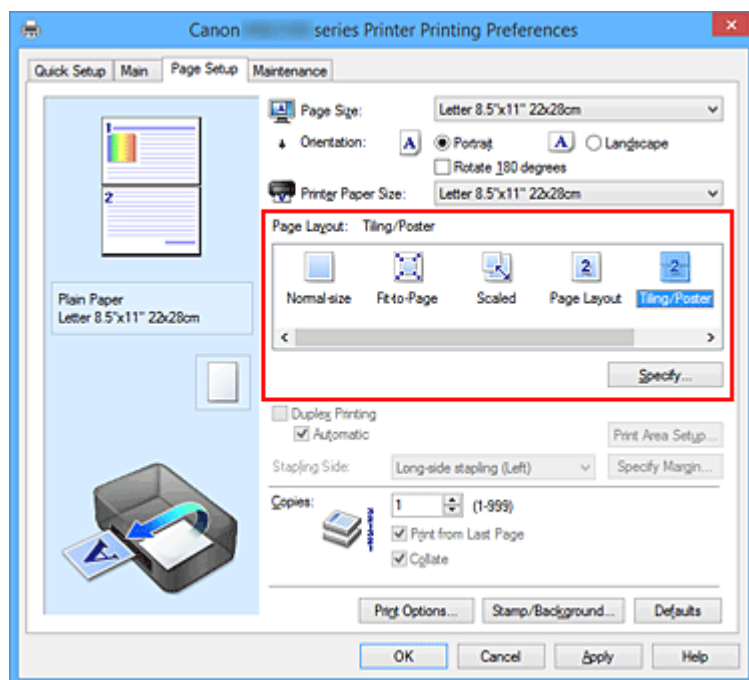 Canon series Printer Printing Preferences
Quick Setup Main Page Setup Maintenance
Page Size: Letter 8.5"x11" 22x28cm
Orientation: A Portrait A Landscape
Rotate 180 degrees
Printer Paper Size: Letter 8.5"x11" 22x28cm
1
2
Page Layout: Tiling/Poster
2 2
Normal-size Fit-to-Page Scaled Page Layout Tiling/Poster
Plain Paper
Letter 8.5"x11" 22x28cm
Specify...
Duplex Printing
Automatic Print Area Setup...
Stapling Side: Long-side stapling (Left) Specify Margin...
Copies: 1 (1-999)
Print from Last Page
Collate
A
Print Options... Stamp/Background... Defaults
OK Cancel Apply Help